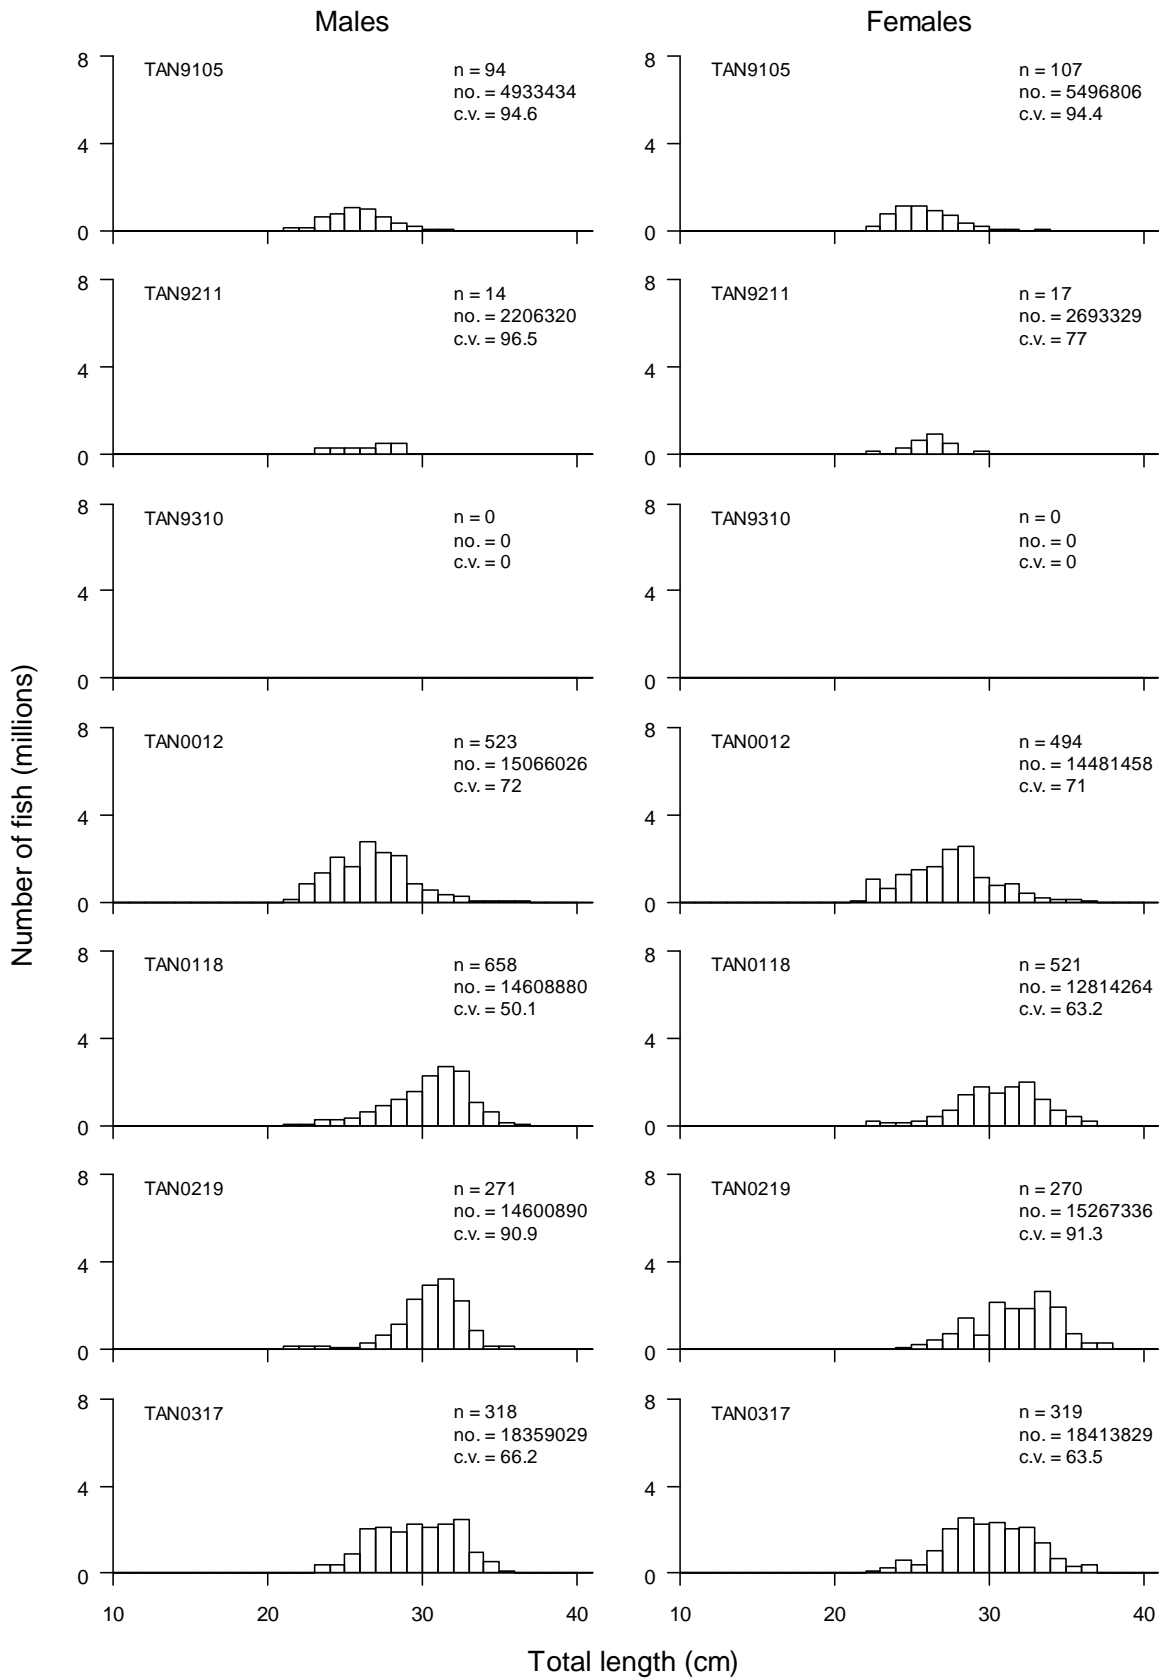 Males
Females
8
TAN9105
n = 94
no. = 4933434
c.v. = 94.6
4
0
8
TAN9105
n = 107
no. = 5496806
c.v. = 94.4
4
0
8
TAN9211
n = 14
no. = 2206320
c.v. = 96.5
4
0
8
TAN9211
n = 17
no. = 2693329
c.v. = 77
4
0
8
TAN9310
n = 0
no. = 0
c.v. = 0
4
0
8
TAN9310
n = 0
no. = 0
c.v. = 0
4
0
Number of fish (millions)
8
TAN0012
n = 523
no. = 15066026
c.v. = 72
4
0
8
TAN0012
n = 494
no. = 14481458
c.v. = 71
4
0
8
TAN0118
n = 658
no. = 14608880
c.v. = 50.1
4
0
8
TAN0118
n = 521
no. = 12814264
c.v. = 63.2
4
0
8
TAN0219
n = 271
no. = 14600890
c.v. = 90.9
4
0
8
TAN0219
n = 270
no. = 15267336
c.v. = 91.3
4
0
8
TAN0317
n = 318
no. = 18359029
c.v. = 66.2
4
0
8
TAN0317
n = 319
no. = 18413829
c.v. = 63.5
4
0
10 20 30 40
10 20 30 40
Total length (cm)